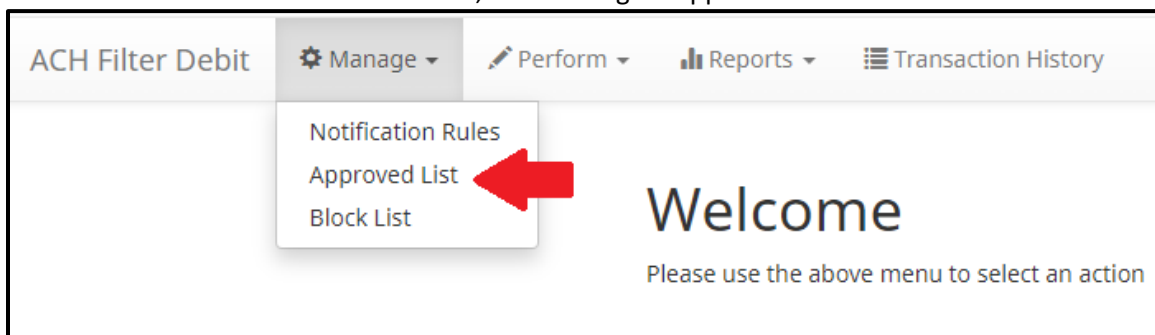 ACH Filter Debit Manage Perform Reports Transaction History
Notification Rules
Approved List
Block List
Welcome
Please use the above menu to select an action